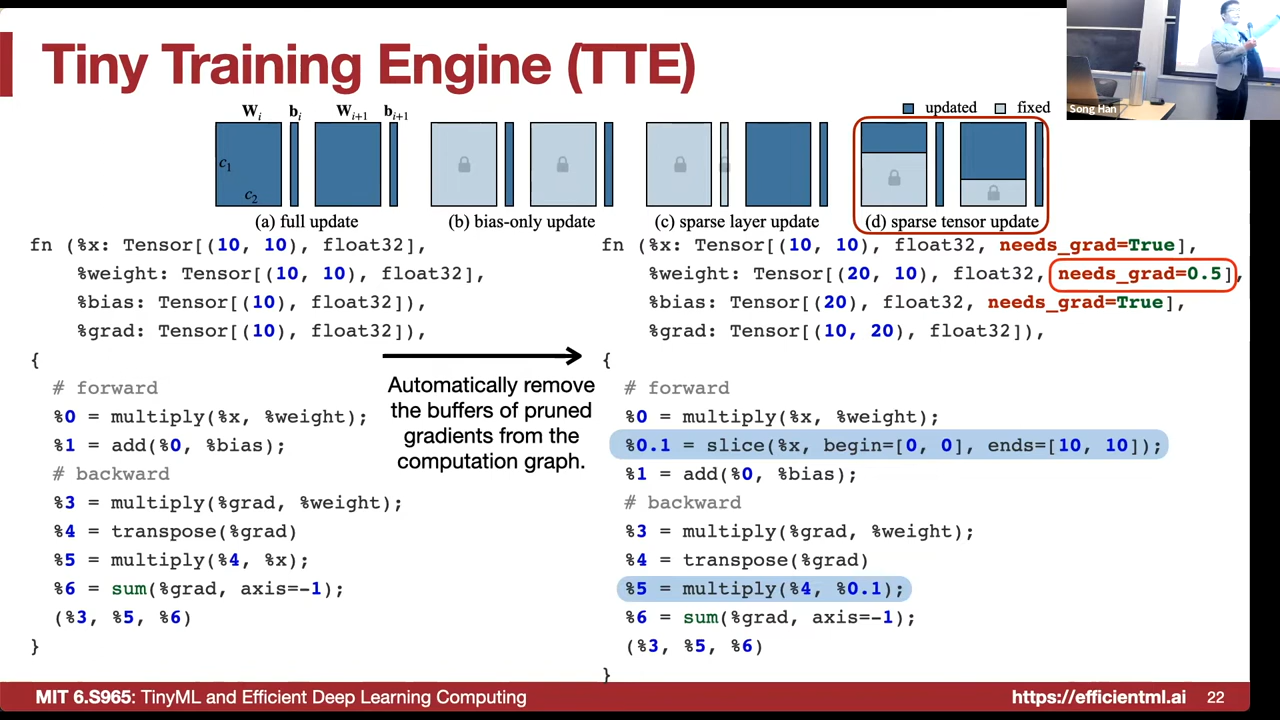 Tiny Training Engine (TTE)
Song Han
updated fixed
W_i b_i W_{i+1} b_{i+1}
c_1
c_2
(a) full update
(b) bias-only update
(c) sparse layer update
(d) sparse tensor update
fn (%x: Tensor[(10, 10), float32],
%weight: Tensor[(10, 10), float32],
%bias: Tensor[(10), float32]),
%grad: Tensor[(10), float32]),
{
# forward
%0 = multiply(%x, %weight);
%1 = add(%0, %bias);
# backward
%3 = multiply(%grad, %weight);
%4 = transpose(%grad)
%5 = multiply(%4, %x);
%6 = sum(%grad, axis=-1);
(%3, %5, %6)
}
Automatically remove
the buffers of pruned
gradients from the
computation graph.
fn (%x: Tensor[(10, 10), float32, needs_grad=True],
%weight: Tensor[(20, 10), float32, needs_grad=0.5],
%bias: Tensor[(20), float32, needs_grad=True],
%grad: Tensor[(10, 20), float32]),
{
# forward
%0 = multiply(%x, %weight);
%0.1 = slice(%x, begin=[0, 0], ends=[10, 10]);
%1 = add(%0, %bias);
# backward
%3 = multiply(%grad, %weight);
%4 = transpose(%grad)
%5 = multiply(%4, %0.1);
%6 = sum(%grad, axis=-1);
(%3, %5, %6)
}
MIT 6.S965: TinyML and Efficient Deep Learning Computing
https://efficientml.ai 22